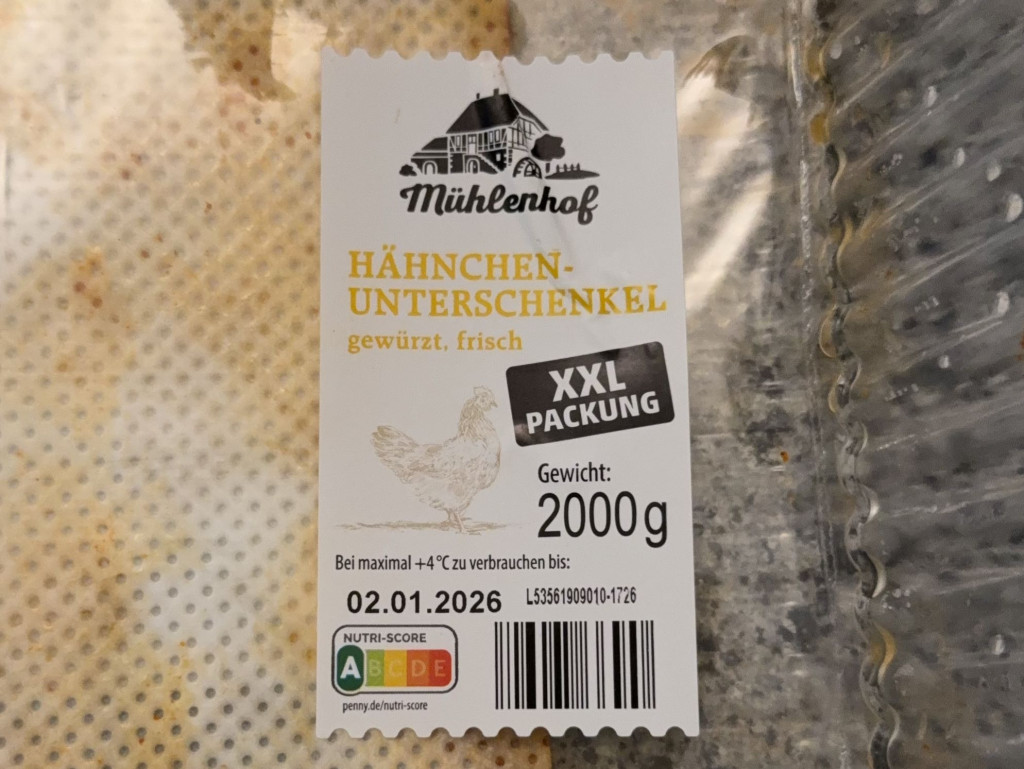 Mühlenhof
HÄHNCHEN-
UNTERSCHENKEL
gewürzt, frisch
XXL
PACKUNG
Gewicht:
2000g
Bei maximal +4°C zu verbrauchen bis:
02.01.2026 L53561909010-1726
NUTRI-SCORE
ABCDE
penny.de/nutri-score